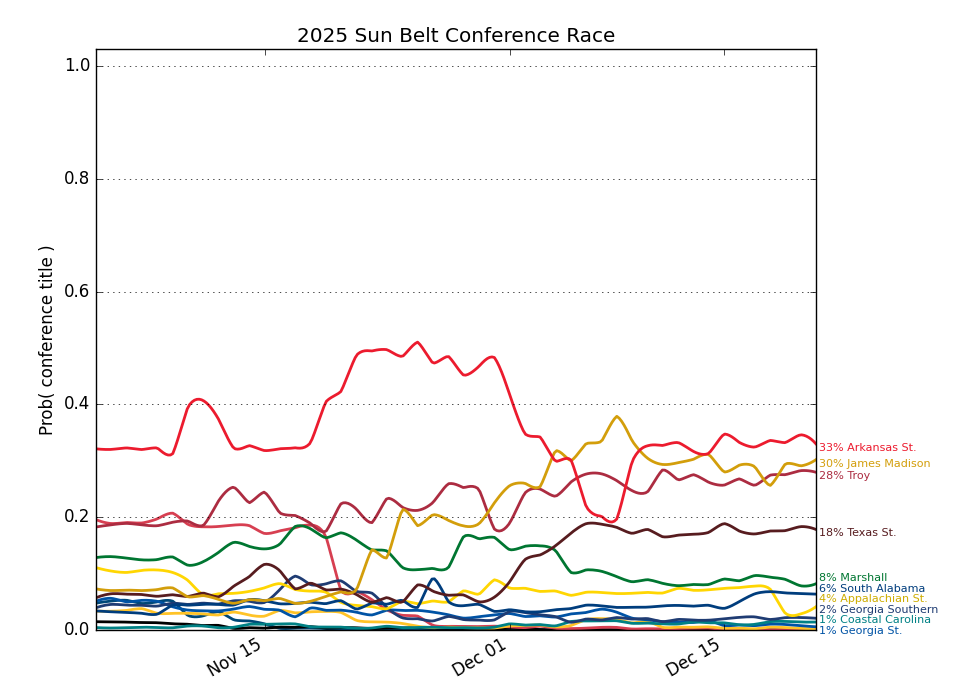 2025 Sun Belt Conference Race
Prob( conference title )
1.0
0.8
0.6
0.4
0.2
0.0
Nov 15
Dec 01
Dec 15
33% Arkansas St.
30% James Madison
28% Troy
18% Texas St.
8% Marshall
6% South Alabama
4% Appalachian St.
2% Georgia Southern
1% Coastal Carolina
1% Georgia St.